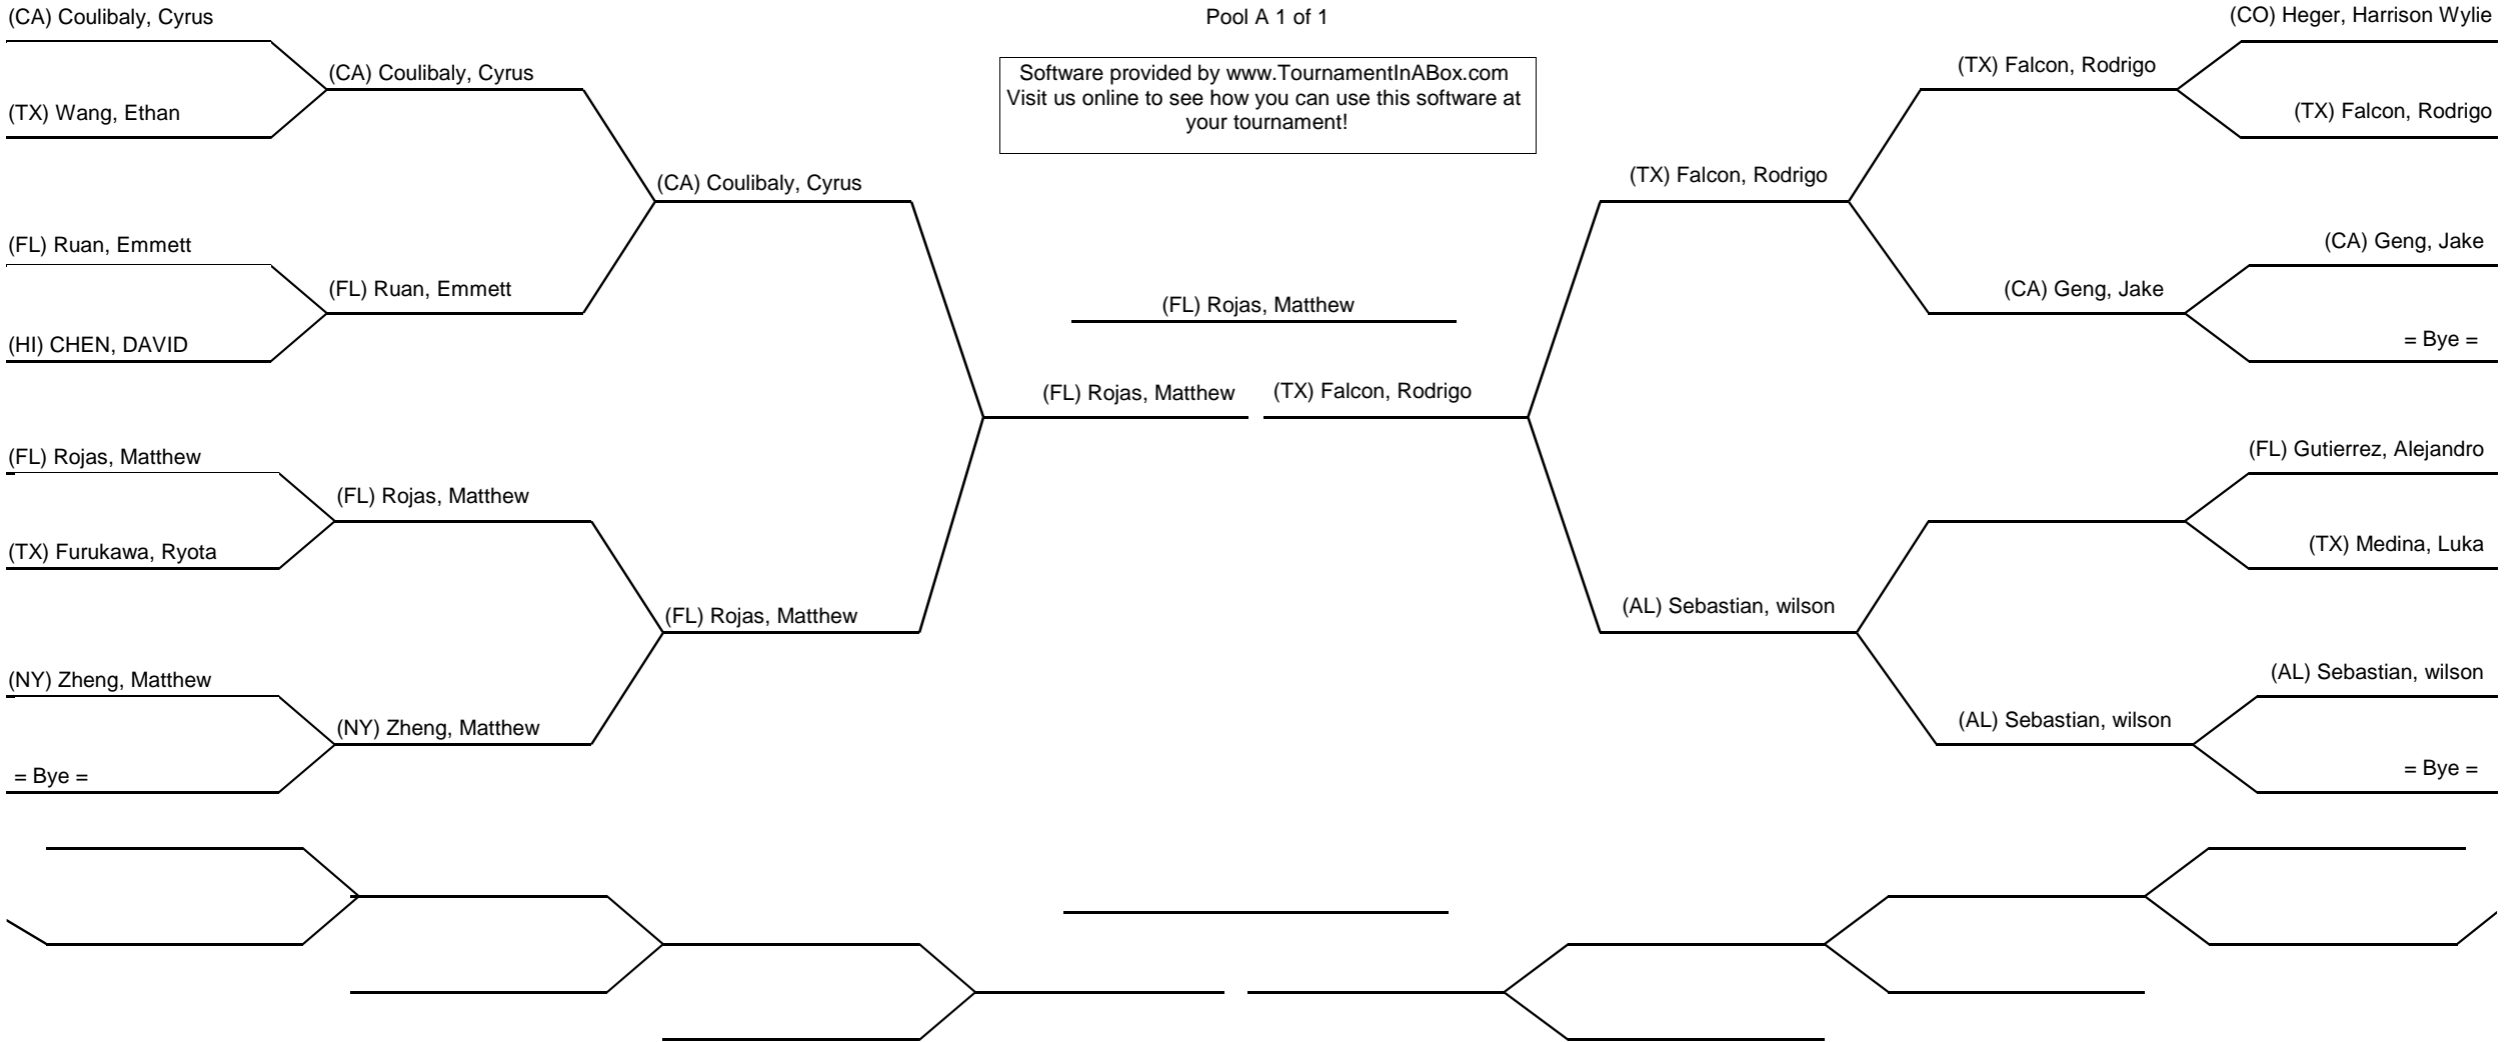 Pool A 1 of 1
Software provided by www.TournamentInABox.com
Visit us online to see how you can use this software at
your tournament!
(CA) Coulibaly, Cyrus
(TX) Wang, Ethan
(FL) Ruan, Emmett
(HI) CHEN, DAVID
(FL) Rojas, Matthew
(TX) Furukawa, Ryota
(NY) Zheng, Matthew
= Bye =
(CA) Coulibaly, Cyrus
(FL) Ruan, Emmett
(FL) Rojas, Matthew
(NY) Zheng, Matthew
(CA) Coulibaly, Cyrus
(FL) Rojas, Matthew
(FL) Rojas, Matthew
(FL) Rojas, Matthew
(TX) Falcon, Rodrigo
(TX) Falcon, Rodrigo
(AL) Sebastian, wilson
(TX) Falcon, Rodrigo
(CA) Geng, Jake
(AL) Sebastian, wilson
(CO) Heger, Harrison Wylie
(TX) Falcon, Rodrigo
(CA) Geng, Jake
= Bye =
(FL) Gutierrez, Alejandro
(TX) Medina, Luka
(AL) Sebastian, wilson
= Bye =